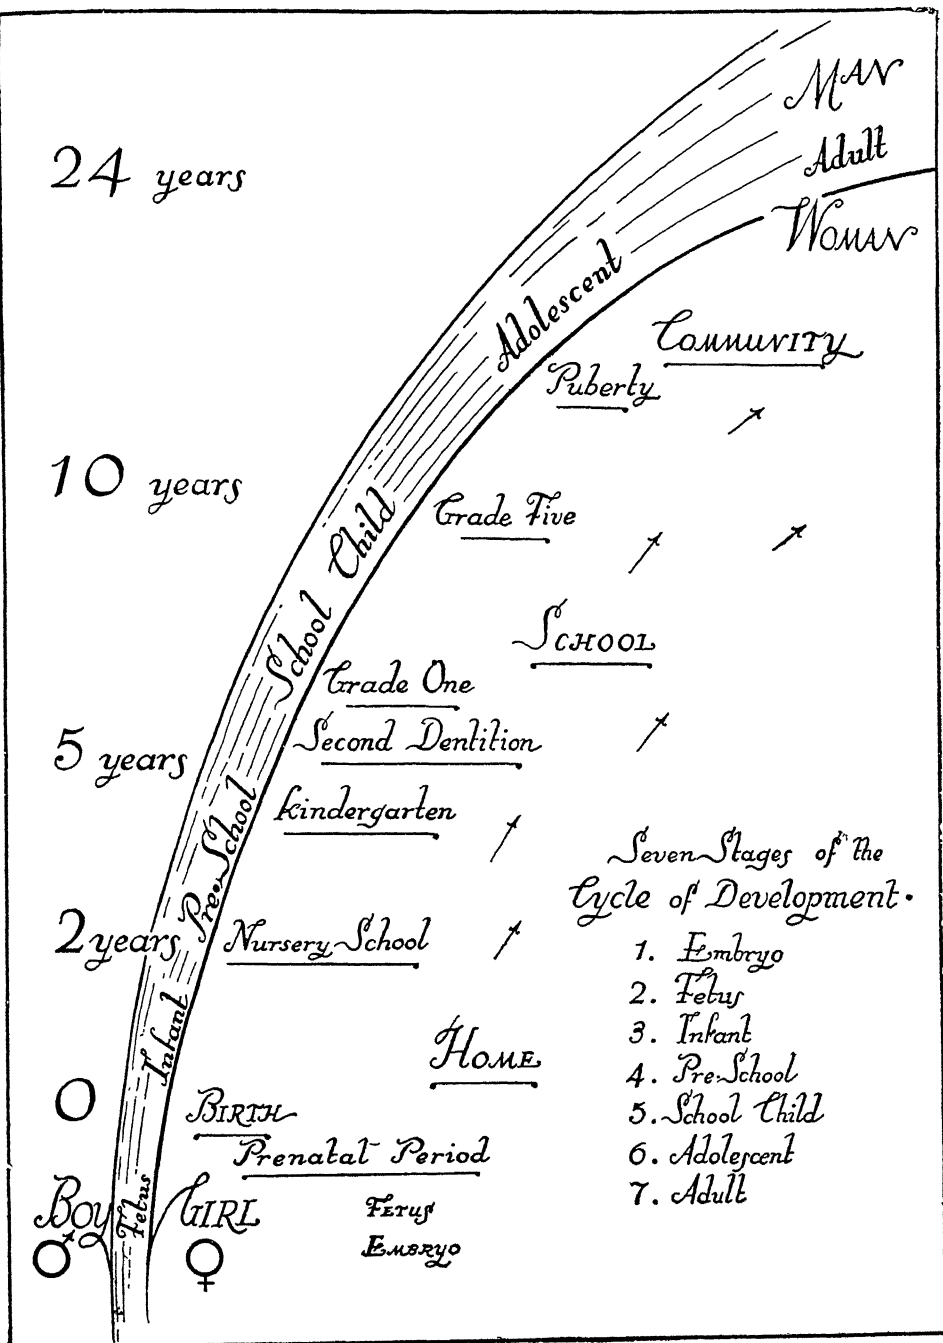 MAN
24 years
Adult
WOMAN
Adolescent
COMMUNITY
Puberty
10 years
Grade Five
School Child
SCHOOL
Grade One
Second Dentition
5 years
Kindergarten
Pre-School
Seven Stages of the
Cycle of Development.
2 years
Nursery School
1. Embryo
2. Fetus
3. Infant
4. Pre-School
5. School Child
6. Adolescent
7. Adult
Infant
HOME
0
BIRTH
Prenatal Period
BOY
Fetus
GIRL
♂
♀
FETUS
EMBRYO